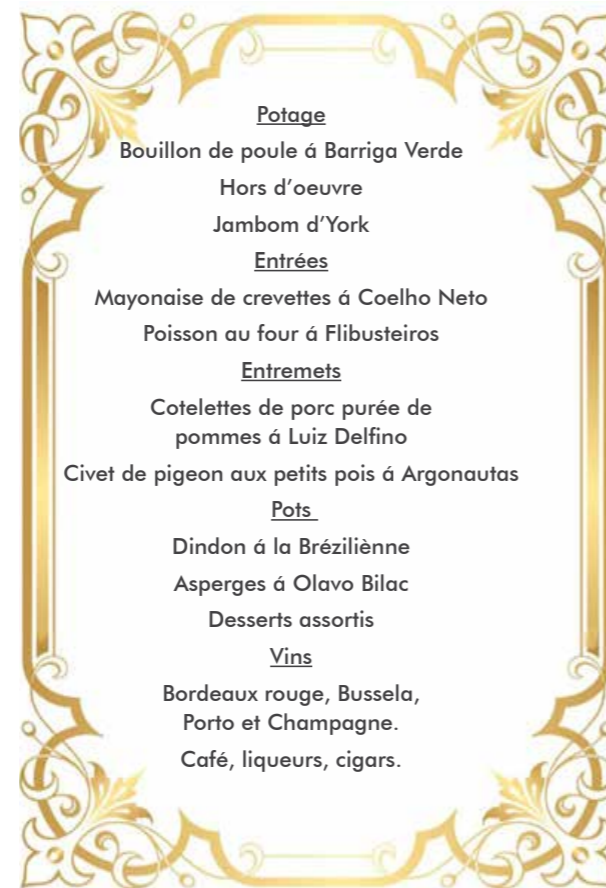 Potage
Bouillon de poule á Barriga Verde
Hors d’oeuvre
Jambom d’York
Entrées
Mayonaise de crevettes á Coelho Neto
Poisson au four á Flibusteiros
Entremets
Cotelettes de porc purée de
pommes á Luiz Delfino
Civet de pigeon aux petits pois á Argonautas
Pots
Dindon á la Bréziliènne
Asperges á Olavo Bilac
Desserts assortis
Vins
Bordeaux rouge, Bussela,
Porto et Champagne.
Café, liqueurs, cigars.